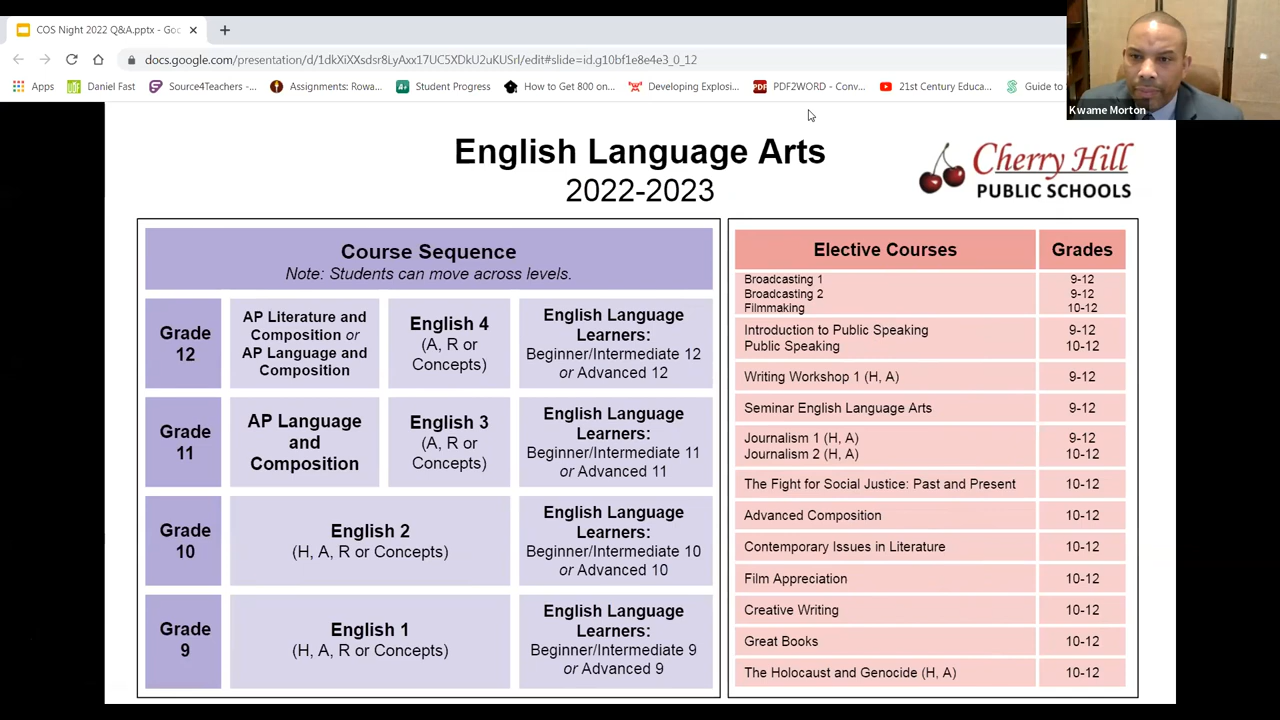 COS Night 2022 Q&A.pptx - Goo
docs.google.com/presentation/d/1dkXiXXsdsr8LyAxx17UC5XDXU2uKUSrI/edit#slide=id.g10bf1e8e4e3_0_12
Apps Daniel Fast Source4Teachers -... Assignments: Rowa... Student Progress How to Get 800 on... Developing Explosi... PDF2WORD - Conv... 21st Century Educa... Guide to
Kwame Morton
English Language Arts
2022-2023
Cherry Hill
PUBLIC SCHOOLS
Course Sequence
Note: Students can move across levels.
Grade
12
AP Literature and
Composition or
AP Language and
Composition
English 4
(A, R or
Concepts)
English Language
Learners:
Beginner/Intermediate 12
or Advanced 12
Grade
11
AP Language
and
Composition
English 3
(A, R or
Concepts)
English Language
Learners:
Beginner/Intermediate 11
or Advanced 11
Grade
10
English 2
(H, A, R or Concepts)
English Language
Learners:
Beginner/Intermediate 10
or Advanced 10
Grade
9
English 1
(H, A, R or Concepts)
English Language
Learners:
Beginner/Intermediate 9
or Advanced 9
Elective Courses Grades
Broadcasting 1 9-12
Broadcasting 2 9-12
Filmmaking 10-12
Introduction to Public Speaking 9-12
Public Speaking 10-12
Writing Workshop 1 (H, A) 9-12
Seminar English Language Arts 9-12
Journalism 1 (H, A) 9-12
Journalism 2 (H, A) 10-12
The Fight for Social Justice: Past and Present 10-12
Advanced Composition 10-12
Contemporary Issues in Literature 10-12
Film Appreciation 10-12
Creative Writing 10-12
Great Books 10-12
The Holocaust and Genocide (H, A) 10-12